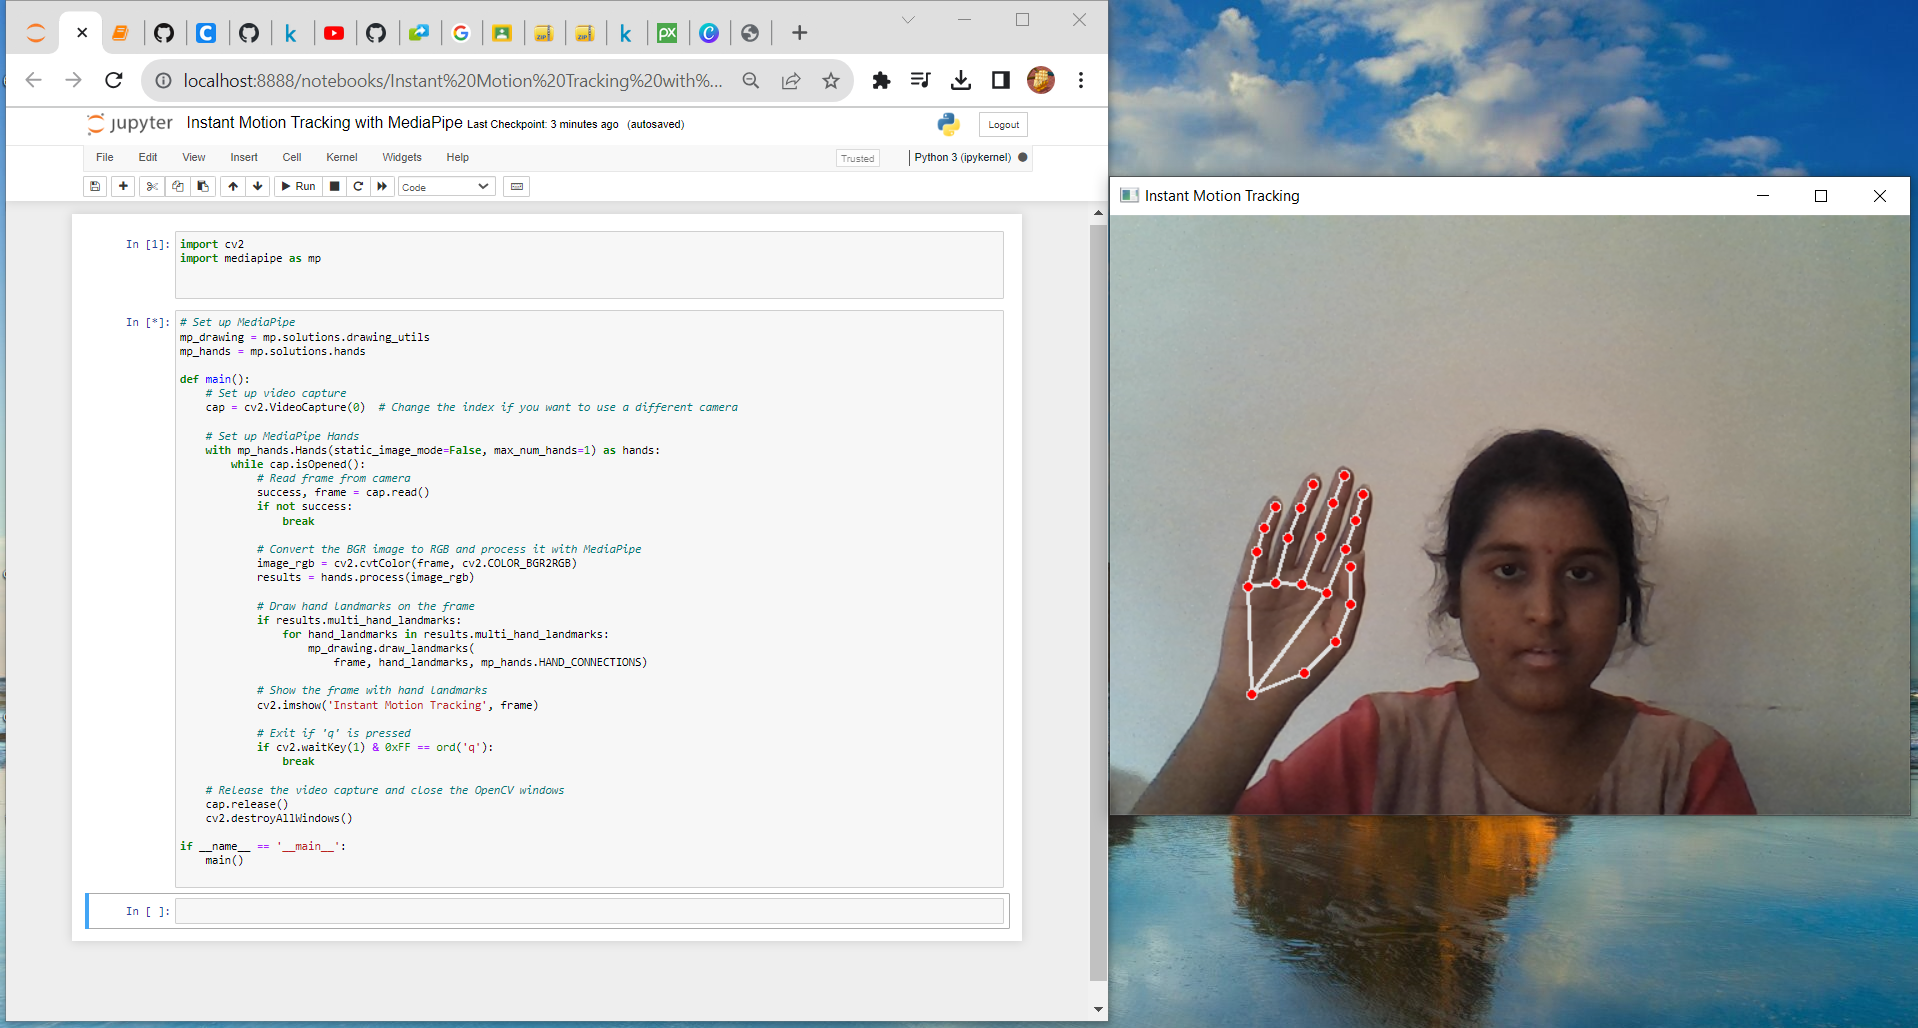 localhost:8888/notebooks/Instant%20Motion%20Tracking%20with%...
jupyter Instant Motion Tracking with MediaPipe Last Checkpoint: 3 minutes ago (autosaved)
Logout
File Edit View Insert Cell Kernel Widgets Help
Trusted
Python 3 (ipykernel)
Run
Code
In [1]:
import cv2
import mediapipe as mp
In [*]:
# Set up MediaPipe
mp_drawing = mp.solutions.drawing_utils
mp_hands = mp.solutions.hands
def main():
    # Set up video capture
    cap = cv2.VideoCapture(0)  # Change the index if you want to use a different camera
    # Set up MediaPipe Hands
    with mp_hands.Hands(static_image_mode=False, max_num_hands=1) as hands:
        while cap.isOpened():
            # Read frame from camera
            success, frame = cap.read()
            if not success:
                break
            # Convert the BGR image to RGB and process it with MediaPipe
            image_rgb = cv2.cvtColor(frame, cv2.COLOR_BGR2RGB)
            results = hands.process(image_rgb)
            # Draw hand landmarks on the frame
            if results.multi_hand_landmarks:
                for hand_landmarks in results.multi_hand_landmarks:
                    mp_drawing.draw_landmarks(
                        frame, hand_landmarks, mp_hands.HAND_CONNECTIONS)
            # Show the frame with hand landmarks
            cv2.imshow('Instant Motion Tracking', frame)
            # Exit if 'q' is pressed
            if cv2.waitKey(1) & 0xFF == ord('q'):
                break
    # Release the video capture and close the OpenCV windows
    cap.release()
    cv2.destroyAllWindows()
if __name__ == '__main__':
    main()
In [ ]:
Instant Motion Tracking